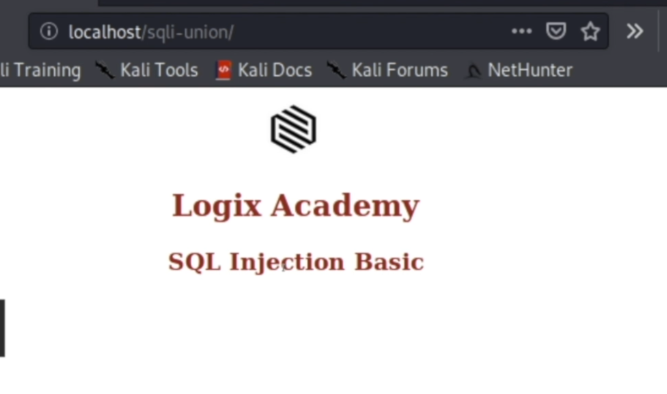 localhost/sqli-union/
li Training Kali Tools Kali Docs Kali Forums NetHunter
Logix Academy
SQL Injection Basic